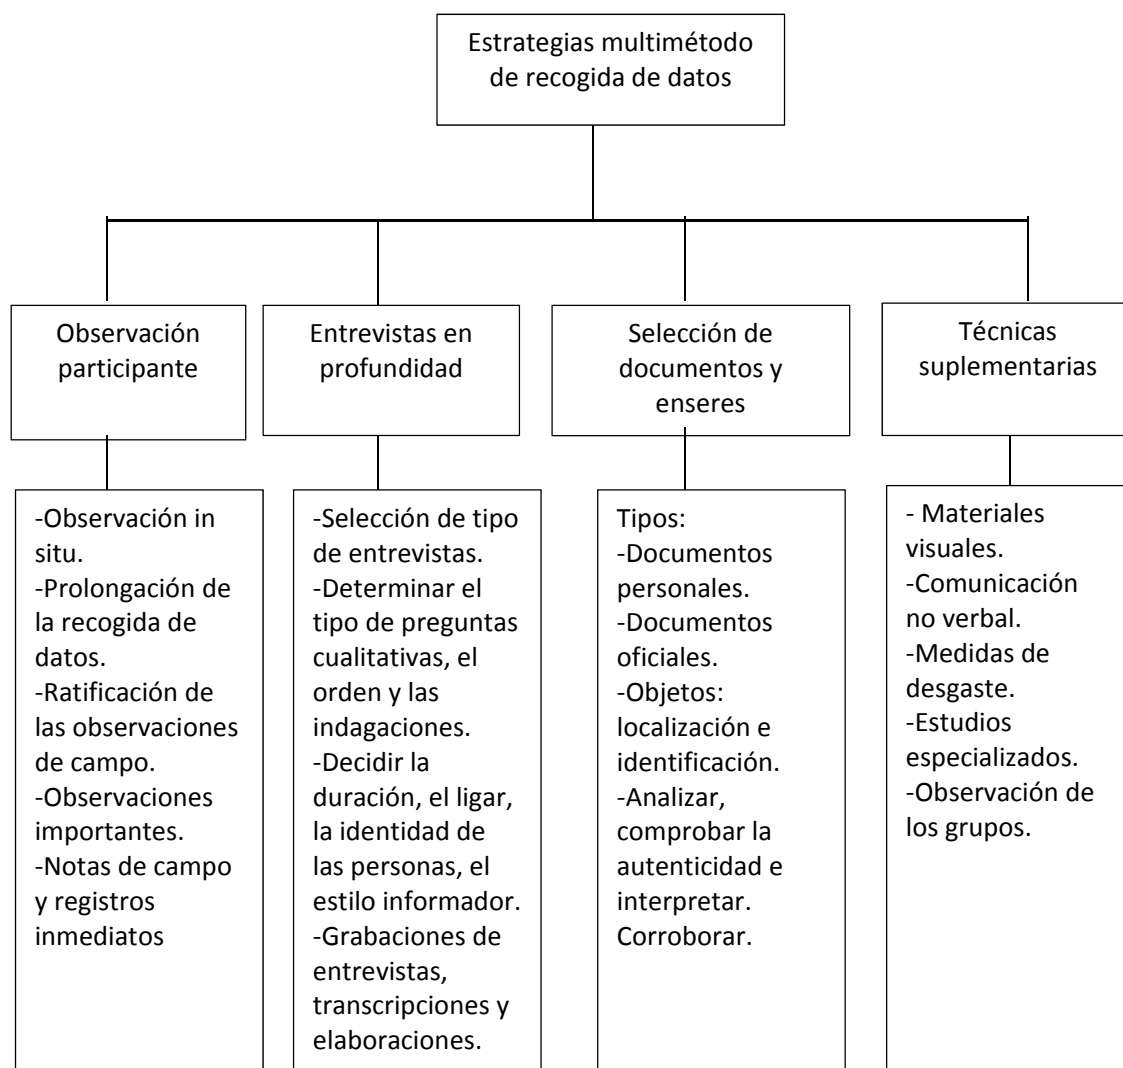 Estrategias multimétodo
de recogida de datos
Observación
participante
Entrevistas en
profundidad
Selección de
documentos y
enseres
Técnicas
suplementarias
-Observación in
situ.
-Prolongación de
la recogida de
datos.
-Ratificación de
las observaciones
de campo.
-Observaciones
importantes.
-Notas de campo
y registros
inmediatos
-Selección de tipo
de entrevistas.
-Determinar el
tipo de preguntas
cualitativas, el
orden y las
indagaciones.
-Decidir la
duración, el ligar,
la identidad de
las personas, el
estilo informador.
-Grabaciones de
entrevistas,
transcripciones y
elaboraciones.
Tipos:
-Documentos
personales.
-Documentos
oficiales.
-Objetos:
localización e
identificación.
-Analizar,
comprobar la
autenticidad e
interpretar.
Corroborar.
- Materiales
visuales.
-Comunicación
no verbal.
-Medidas de
desgaste.
-Estudios
especializados.
-Observación de
los grupos.